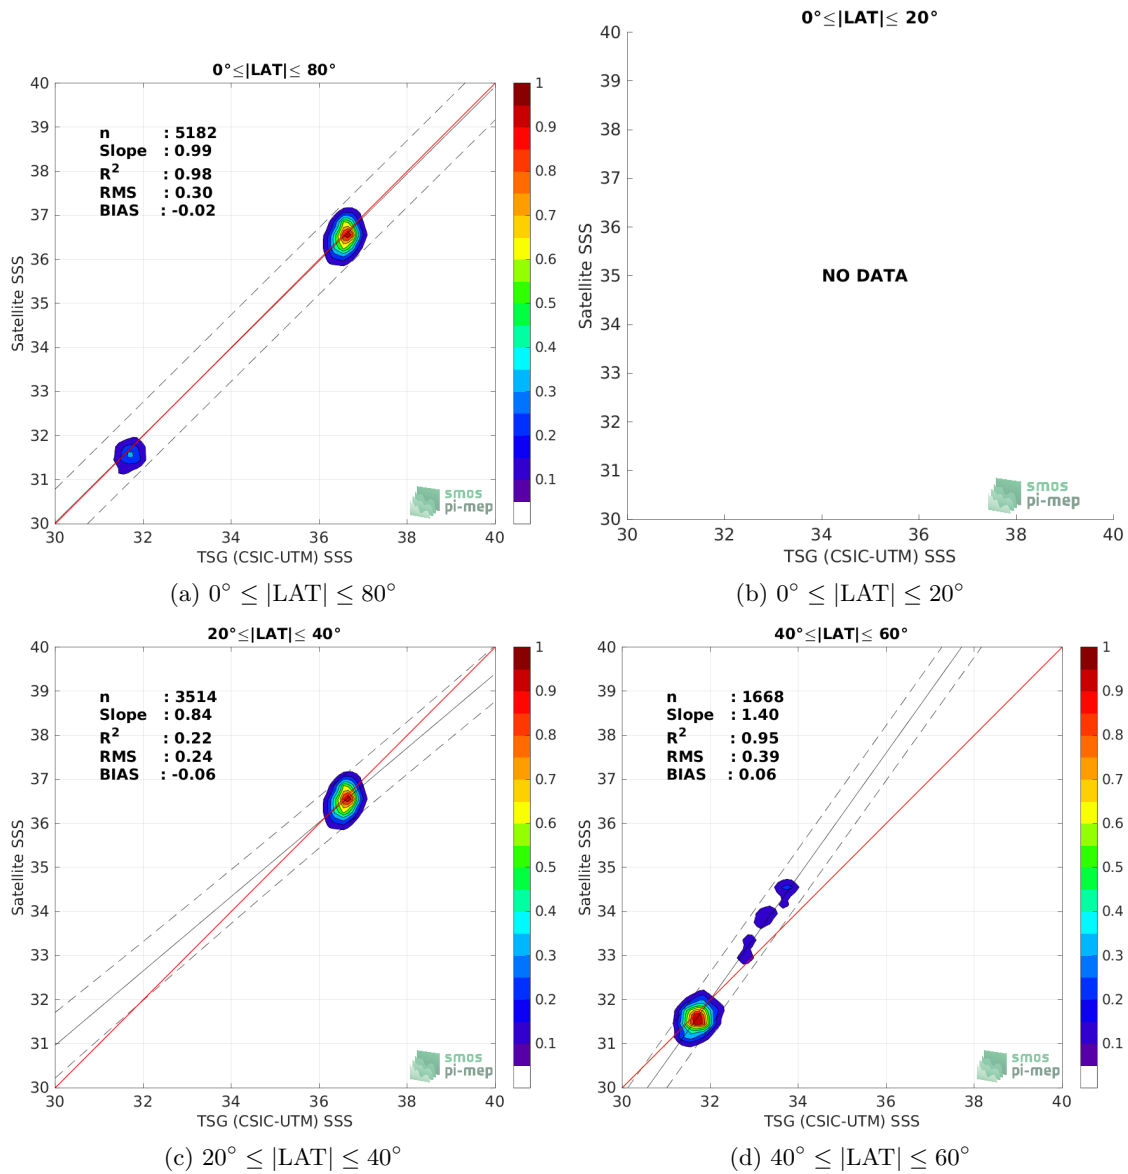 0°≤|LAT|≤ 80°
40
39
38
37
36
35
34
33
32
31
30
Satellite SSS
n : 5182
Slope : 0.99
R² : 0.98
RMS : 0.30
BIAS : -0.02
smos
pi-mep
30 32 34 36 38 40
TSG (CSIC-UTM) SSS
1
0.9
0.8
0.7
0.6
0.5
0.4
0.3
0.2
0.1
(a) 0° ≤ |LAT| ≤ 80°
0°≤|LAT|≤ 20°
40
39
38
37
36
35
34
33
32
31
30
Satellite SSS
NO DATA
smos
pi-mep
30 32 34 36 38 40
TSG (CSIC-UTM) SSS
(b) 0° ≤ |LAT| ≤ 20°
20°≤|LAT|≤ 40°
40
39
38
37
36
35
34
33
32
31
30
Satellite SSS
n : 3514
Slope : 0.84
R² : 0.22
RMS : 0.24
BIAS : -0.06
smos
pi-mep
30 32 34 36 38 40
TSG (CSIC-UTM) SSS
1
0.9
0.8
0.7
0.6
0.5
0.4
0.3
0.2
0.1
(c) 20° ≤ |LAT| ≤ 40°
40°≤|LAT|≤ 60°
40
39
38
37
36
35
34
33
32
31
30
Satellite SSS
n : 1668
Slope : 1.40
R² : 0.95
RMS : 0.39
BIAS : 0.06
smos
pi-mep
30 32 34 36 38 40
TSG (CSIC-UTM) SSS
1
0.9
0.8
0.7
0.6
0.5
0.4
0.3
0.2
0.1
(d) 40° ≤ |LAT| ≤ 60°